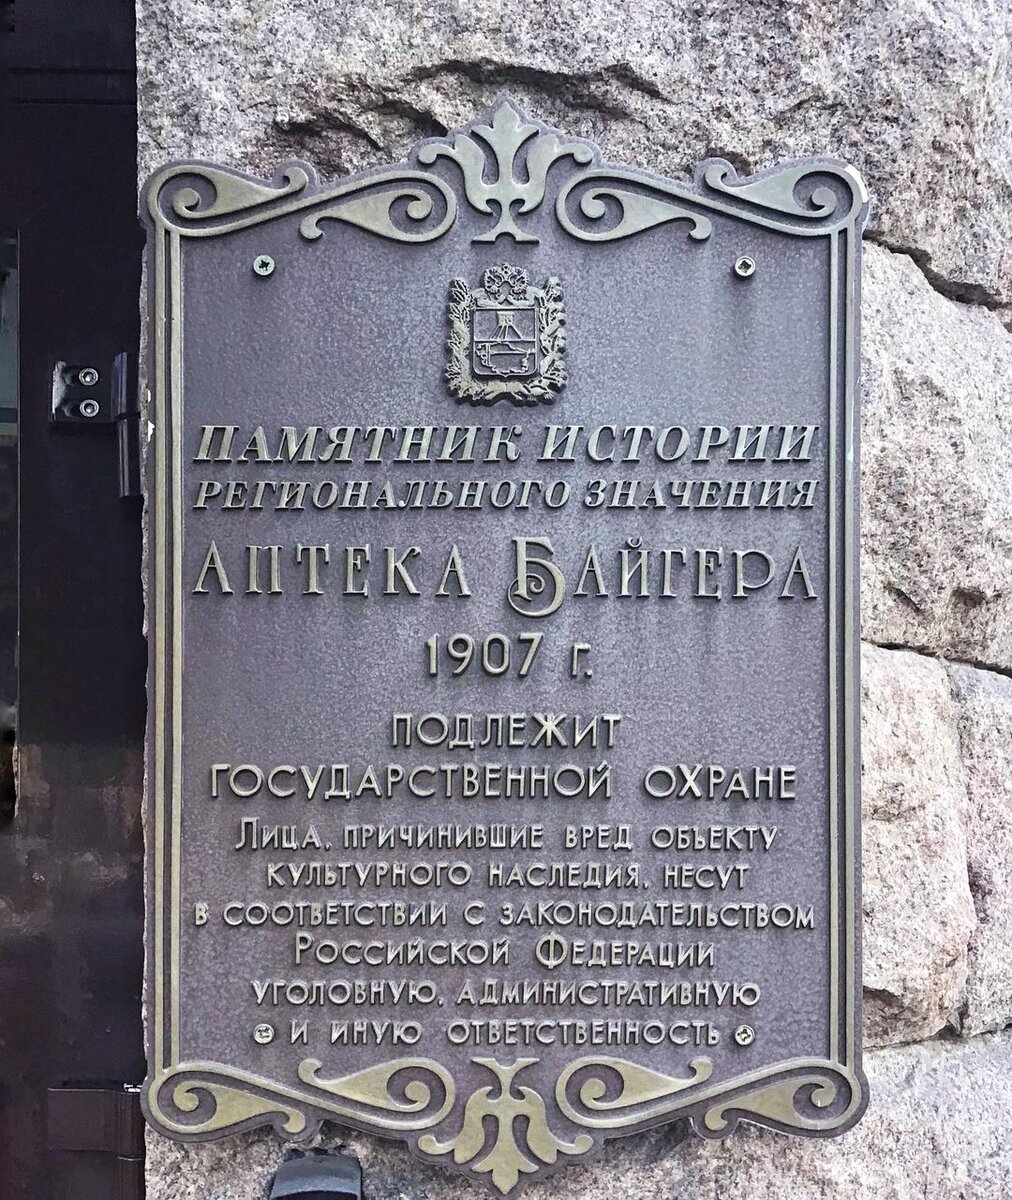 ПАМЯТНИК ИСТОРИИ
РЕГИОНАЛЬНОГО ЗНАЧЕНИЯ
АПТЕКА БАЙГЕРА
1907 г.
ПОДЛЕЖИТ
ГОСУДАРСТВЕННОЙ ОХРАНЕ
Лица, причинившие вред объекту
культурного наследия, несут
в соответствии с законодательством
Российской Федерации
уголовную, административную
и иную ответственность